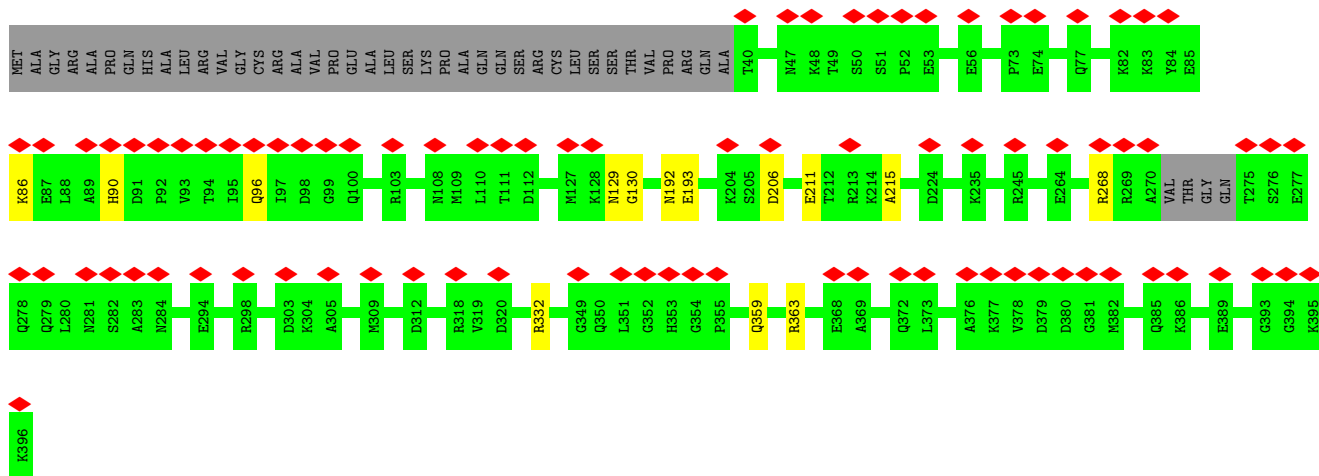 MET ALA GLY ARG ALA PRO GLN HIS ALA LEU ARG VAL GLY CYS ARG ALA VAL PRO GLU ALA LEU SER LYS PRO ALA GLN GLN SER ARG CYS LEU SER SER THR VAL PRO ARG GLN ALA T40 N47 K48 T49 S50 S51 P52 E53 E56 P73 E74 Q77 K82 K83 Y84 E85
K86 E87 L88 A89 H90 D91 P92 V93 T94 I95 Q96 I97 D98 G99 Q100 R103 N108 M109 L110 T111 D112 M127 K128 N129 G130 N192 E193 K204 S205 D206 E211 T212 R213 K214 A215 D224 K235 R245 E264 R268 R269 A270 VAL THR GLY GLN T275 S276 E277
Q278 Q279 L280 N281 S282 A283 N284 E294 R298 D303 K304 A305 M309 D312 R318 V319 D320 R332 G349 Q350 L351 G352 H353 G354 P355 Q359 R363 E368 A369 Q372 L373 A376 K377 V378 D379 D380 G381 M382 Q385 K386 E389 G393 G394 K395
K396